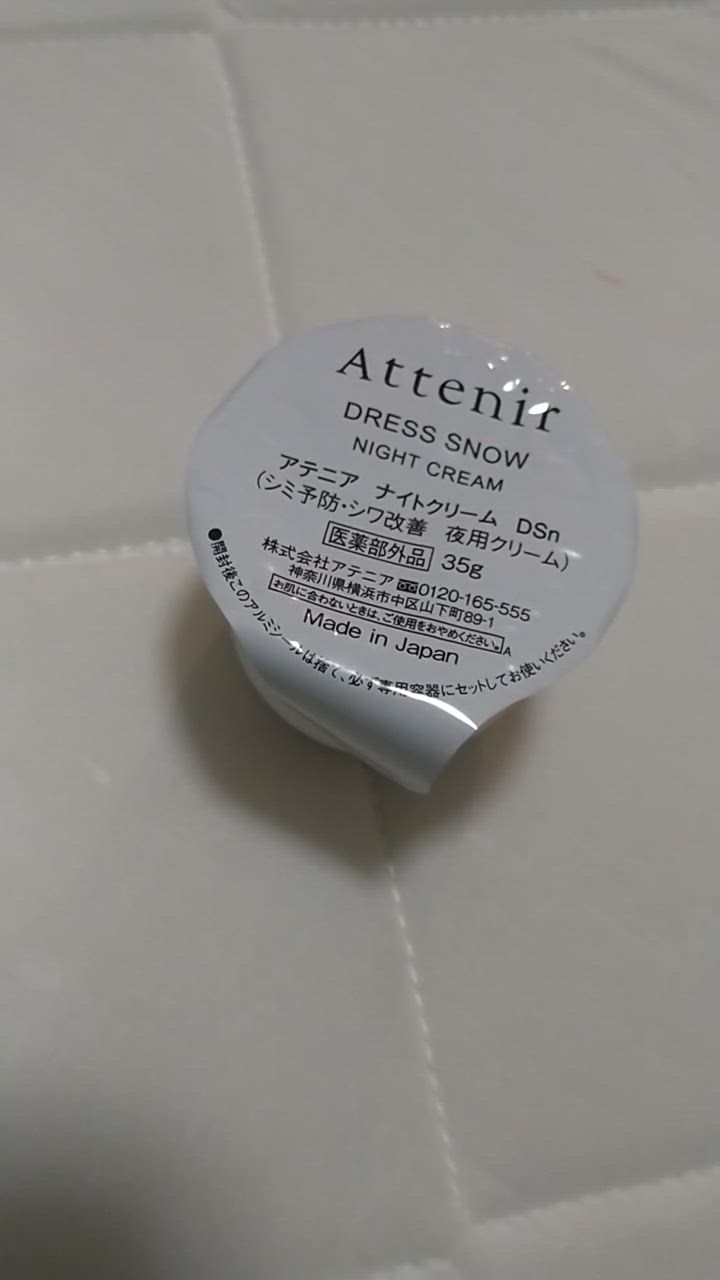 Attenir
DRESS SNOW
NIGHT CREAM
アテニア ナイトクリーム DSn
(シミ予防・シワ改善 夜用クリーム)
医薬部外品 35g
株式会社アテニア 0120-165-555
神奈川県横浜市中区山下町89-1
お肌に合わないときは、ご使用をおやめください。 A
Made in Japan
●開封後このアルミシールは捨て、必ず専用容器にセットしてお使いください。